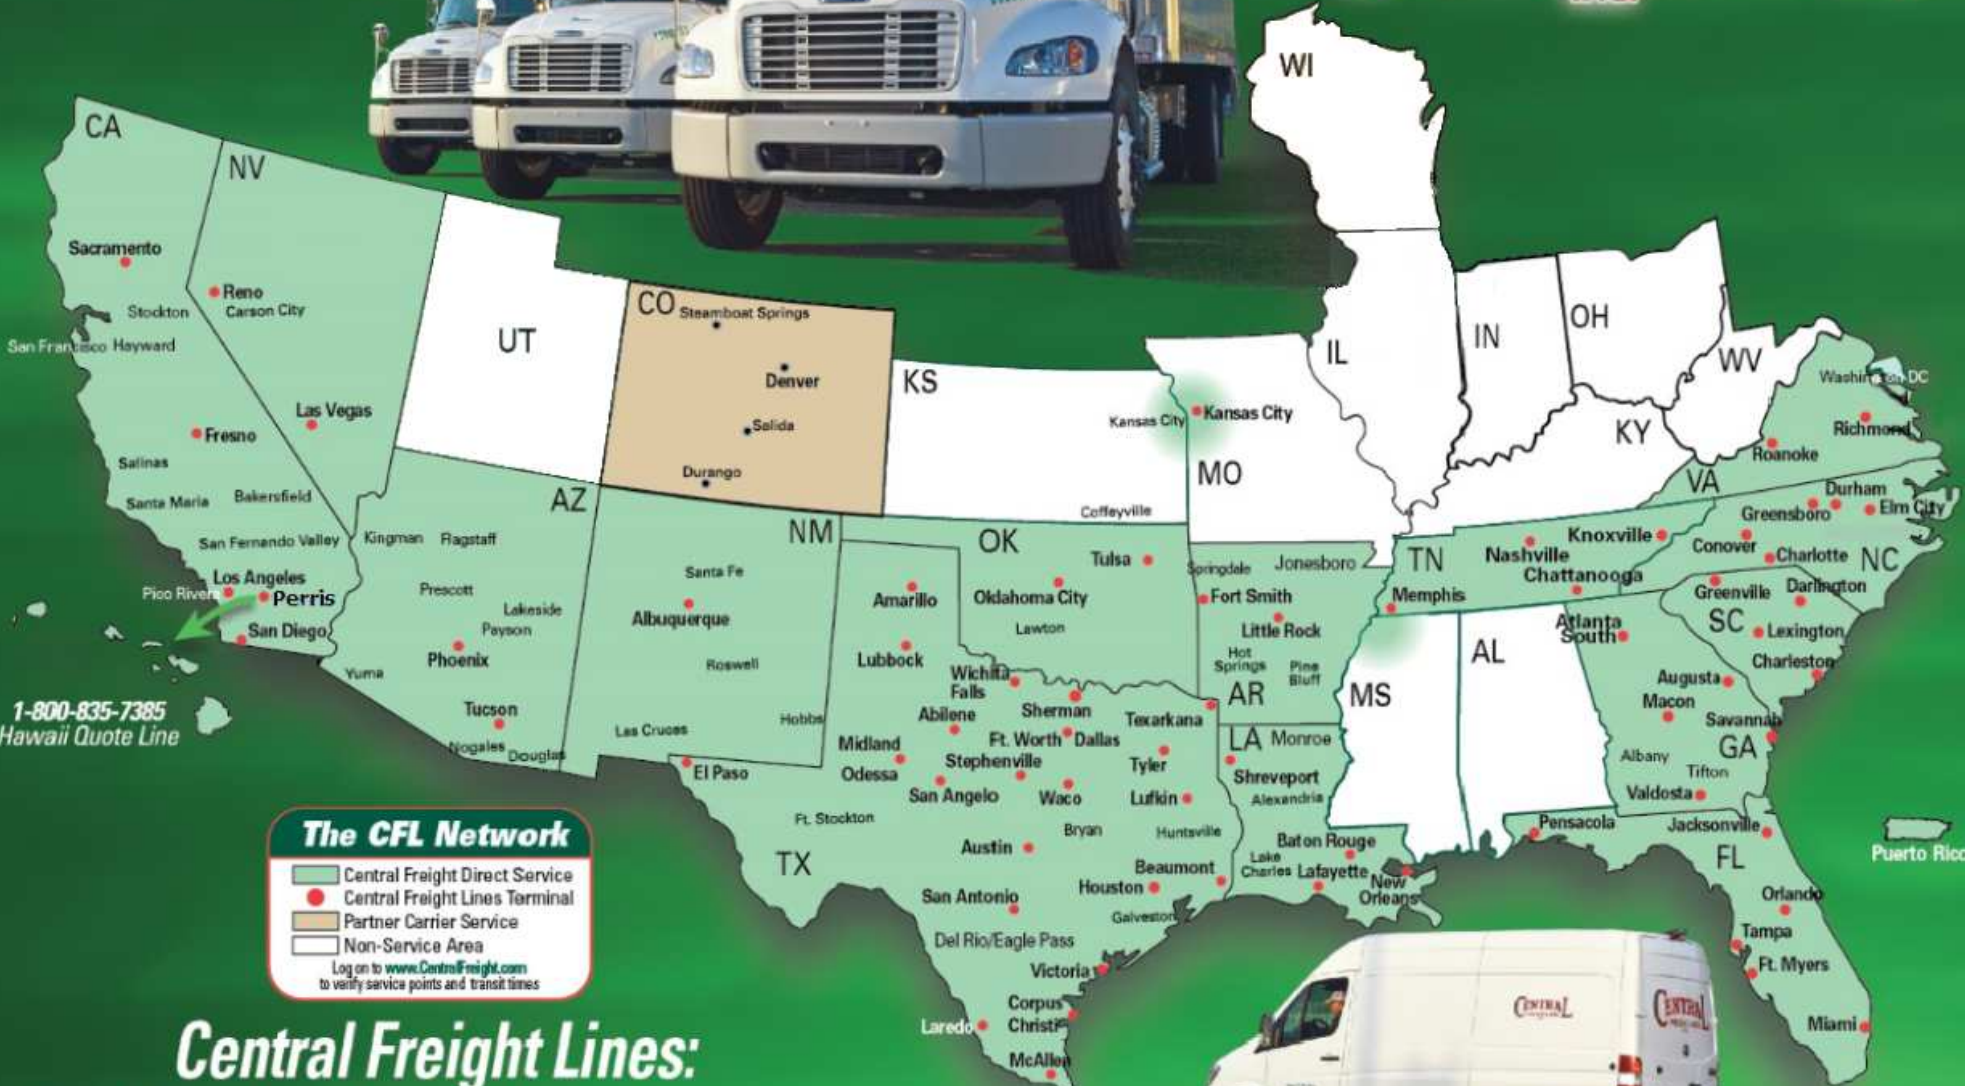 WI
CA
NV
Sacramento
Reno
Carson City
Stockton
San Francisco
Hayward
UT
CO
Steamboat Springs
Denver
Salida
Durango
KS
Kansas City
Kansas City
MO
Coffeyville
IL
IN
OH
WV
KY
Washington DC
Richmond
Roanoke
VA
Las Vegas
Fresno
Salinas
Santa Maria
Bakersfield
San Fernando Valley
Los Angeles
Pico Rivera
Perris
San Diego
1-800-835-7385
Hawaii Quote Line
AZ
Kingman
Flagstaff
Prescott
Lakeside
Payson
Phoenix
Yuma
Tucson
Nogales
Douglas
NM
Santa Fe
Albuquerque
Roswell
Las Cruces
Hobbs
OK
Tulsa
Oklahoma City
Lawton
Springdale
Jonesboro
Fort Smith
Little Rock
Hot
Springs
Pine
Bluff
AR
TN
Nashville
Knoxville
Chattanooga
Memphis
Durham
Greensboro
Elm City
Conover
Charlotte
NC
Greenville
Darlington
SC
Lexington
Charleston
MS
AL
Atlanta
South
Augusta
Macon
Savannah
GA
Albany
Tifton
Valdosta
Amarillo
Lubbock
Wichita
Falls
Abilene
Sherman
Texarkana
Ft. Worth
Dallas
Midland
Odessa
Stephenville
Tyler
San Angelo
Waco
Lufkin
El Paso
Ft. Stockton
Bryan
Huntsville
TX
Austin
Beaumont
Houston
San Antonio
Galveston
Del Rio/Eagle Pass
Victoria
Corpus
Christi
Laredo
McAllen
LA
Monroe
Shreveport
Alexandria
Baton Rouge
Lake
Charles
Lafayette
New
Orleans
Pensacola
Jacksonville
FL
Orlando
Tampa
Ft. Myers
Miami
Puerto Rico
The CFL Network
Central Freight Direct Service
Central Freight Lines Terminal
Partner Carrier Service
Non-Service Area
Log on to www.CentralFreight.com
to verify service points and transit times
CENTRAL
CENTRAL
Central Freight Lines: